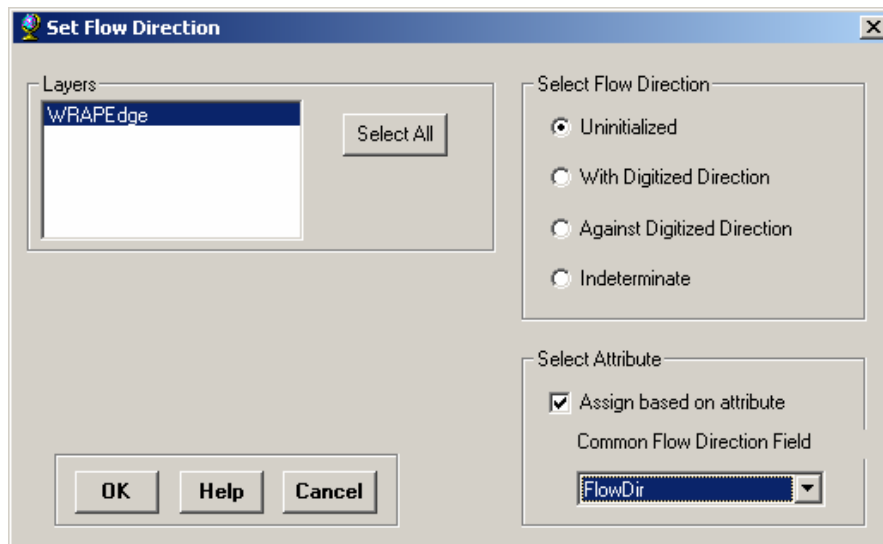 Set Flow Direction
Layers
WRAPEdge
Select All
Select Flow Direction
Uninitialized
With Digitized Direction
Against Digitized Direction
Indeterminate
Select Attribute
Assign based on attribute
Common Flow Direction Field
FlowDir
OK
Help
Cancel